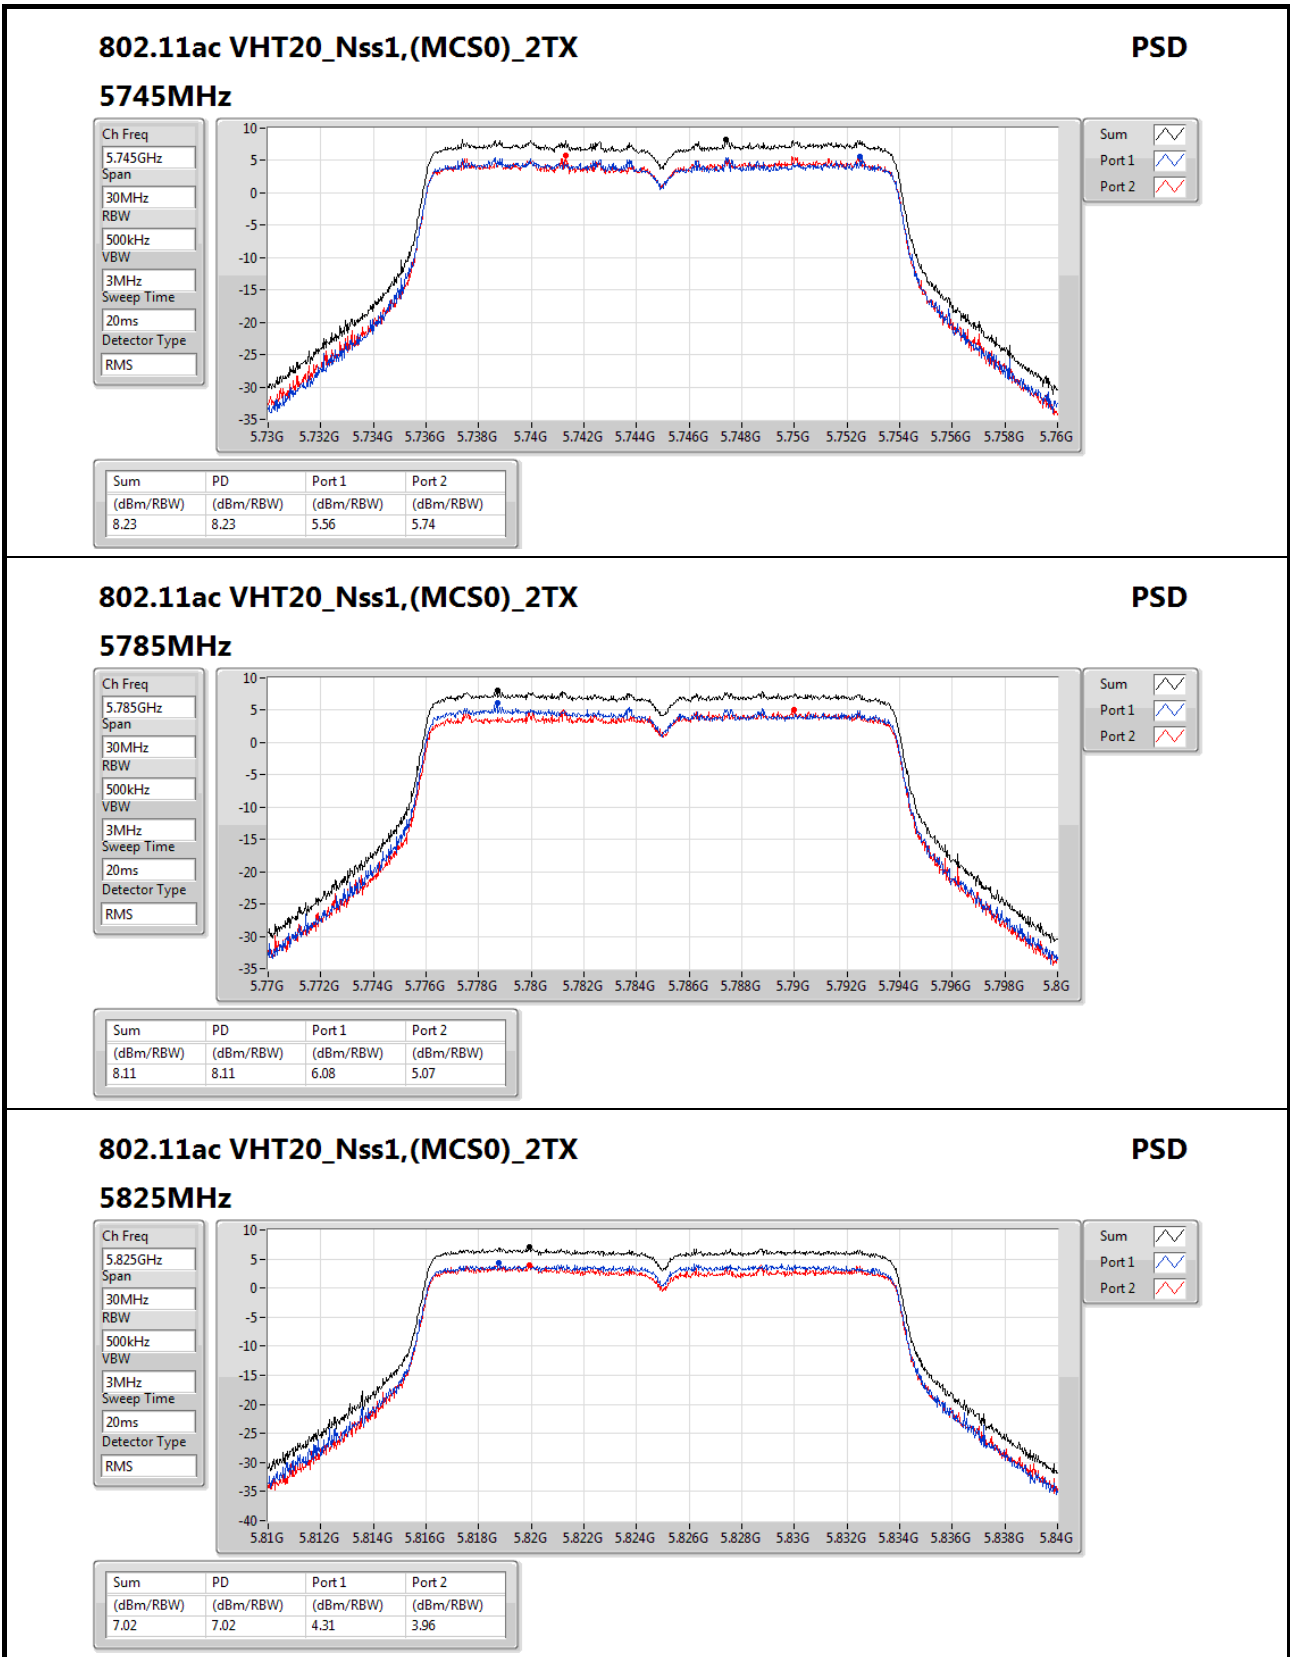 802.11ac VHT20_Nss1,(MCS0)_2TX PSD
5745MHz
Ch Freq
5.745GHz
Span
30MHz
RBW
500kHz
VBW
3MHz
Sweep Time
20ms
Detector Type
RMS
10
5
0
-5
-10
-15
-20
-25
-30
-35
5.73G 5.732G 5.734G 5.736G 5.738G 5.74G 5.742G 5.744G 5.746G 5.748G 5.75G 5.752G 5.754G 5.756G 5.758G 5.76G
Sum
Port 1
Port 2
Sum PD Port 1 Port 2
(dBm/RBW) (dBm/RBW) (dBm/RBW) (dBm/RBW)
8.23 8.23 5.56 5.74
802.11ac VHT20_Nss1,(MCS0)_2TX PSD
5785MHz
Ch Freq
5.785GHz
Span
30MHz
RBW
500kHz
VBW
3MHz
Sweep Time
20ms
Detector Type
RMS
10
5
0
-5
-10
-15
-20
-25
-30
-35
5.77G 5.772G 5.774G 5.776G 5.778G 5.78G 5.782G 5.784G 5.786G 5.788G 5.79G 5.792G 5.794G 5.796G 5.798G 5.8G
Sum
Port 1
Port 2
Sum PD Port 1 Port 2
(dBm/RBW) (dBm/RBW) (dBm/RBW) (dBm/RBW)
8.11 8.11 6.08 5.07
802.11ac VHT20_Nss1,(MCS0)_2TX PSD
5825MHz
Ch Freq
5.825GHz
Span
30MHz
RBW
500kHz
VBW
3MHz
Sweep Time
20ms
Detector Type
RMS
10
5
0
-5
-10
-15
-20
-25
-30
-35
-40
5.81G 5.812G 5.814G 5.816G 5.818G 5.82G 5.822G 5.824G 5.826G 5.828G 5.83G 5.832G 5.834G 5.836G 5.838G 5.84G
Sum
Port 1
Port 2
Sum PD Port 1 Port 2
(dBm/RBW) (dBm/RBW) (dBm/RBW) (dBm/RBW)
7.02 7.02 4.31 3.96